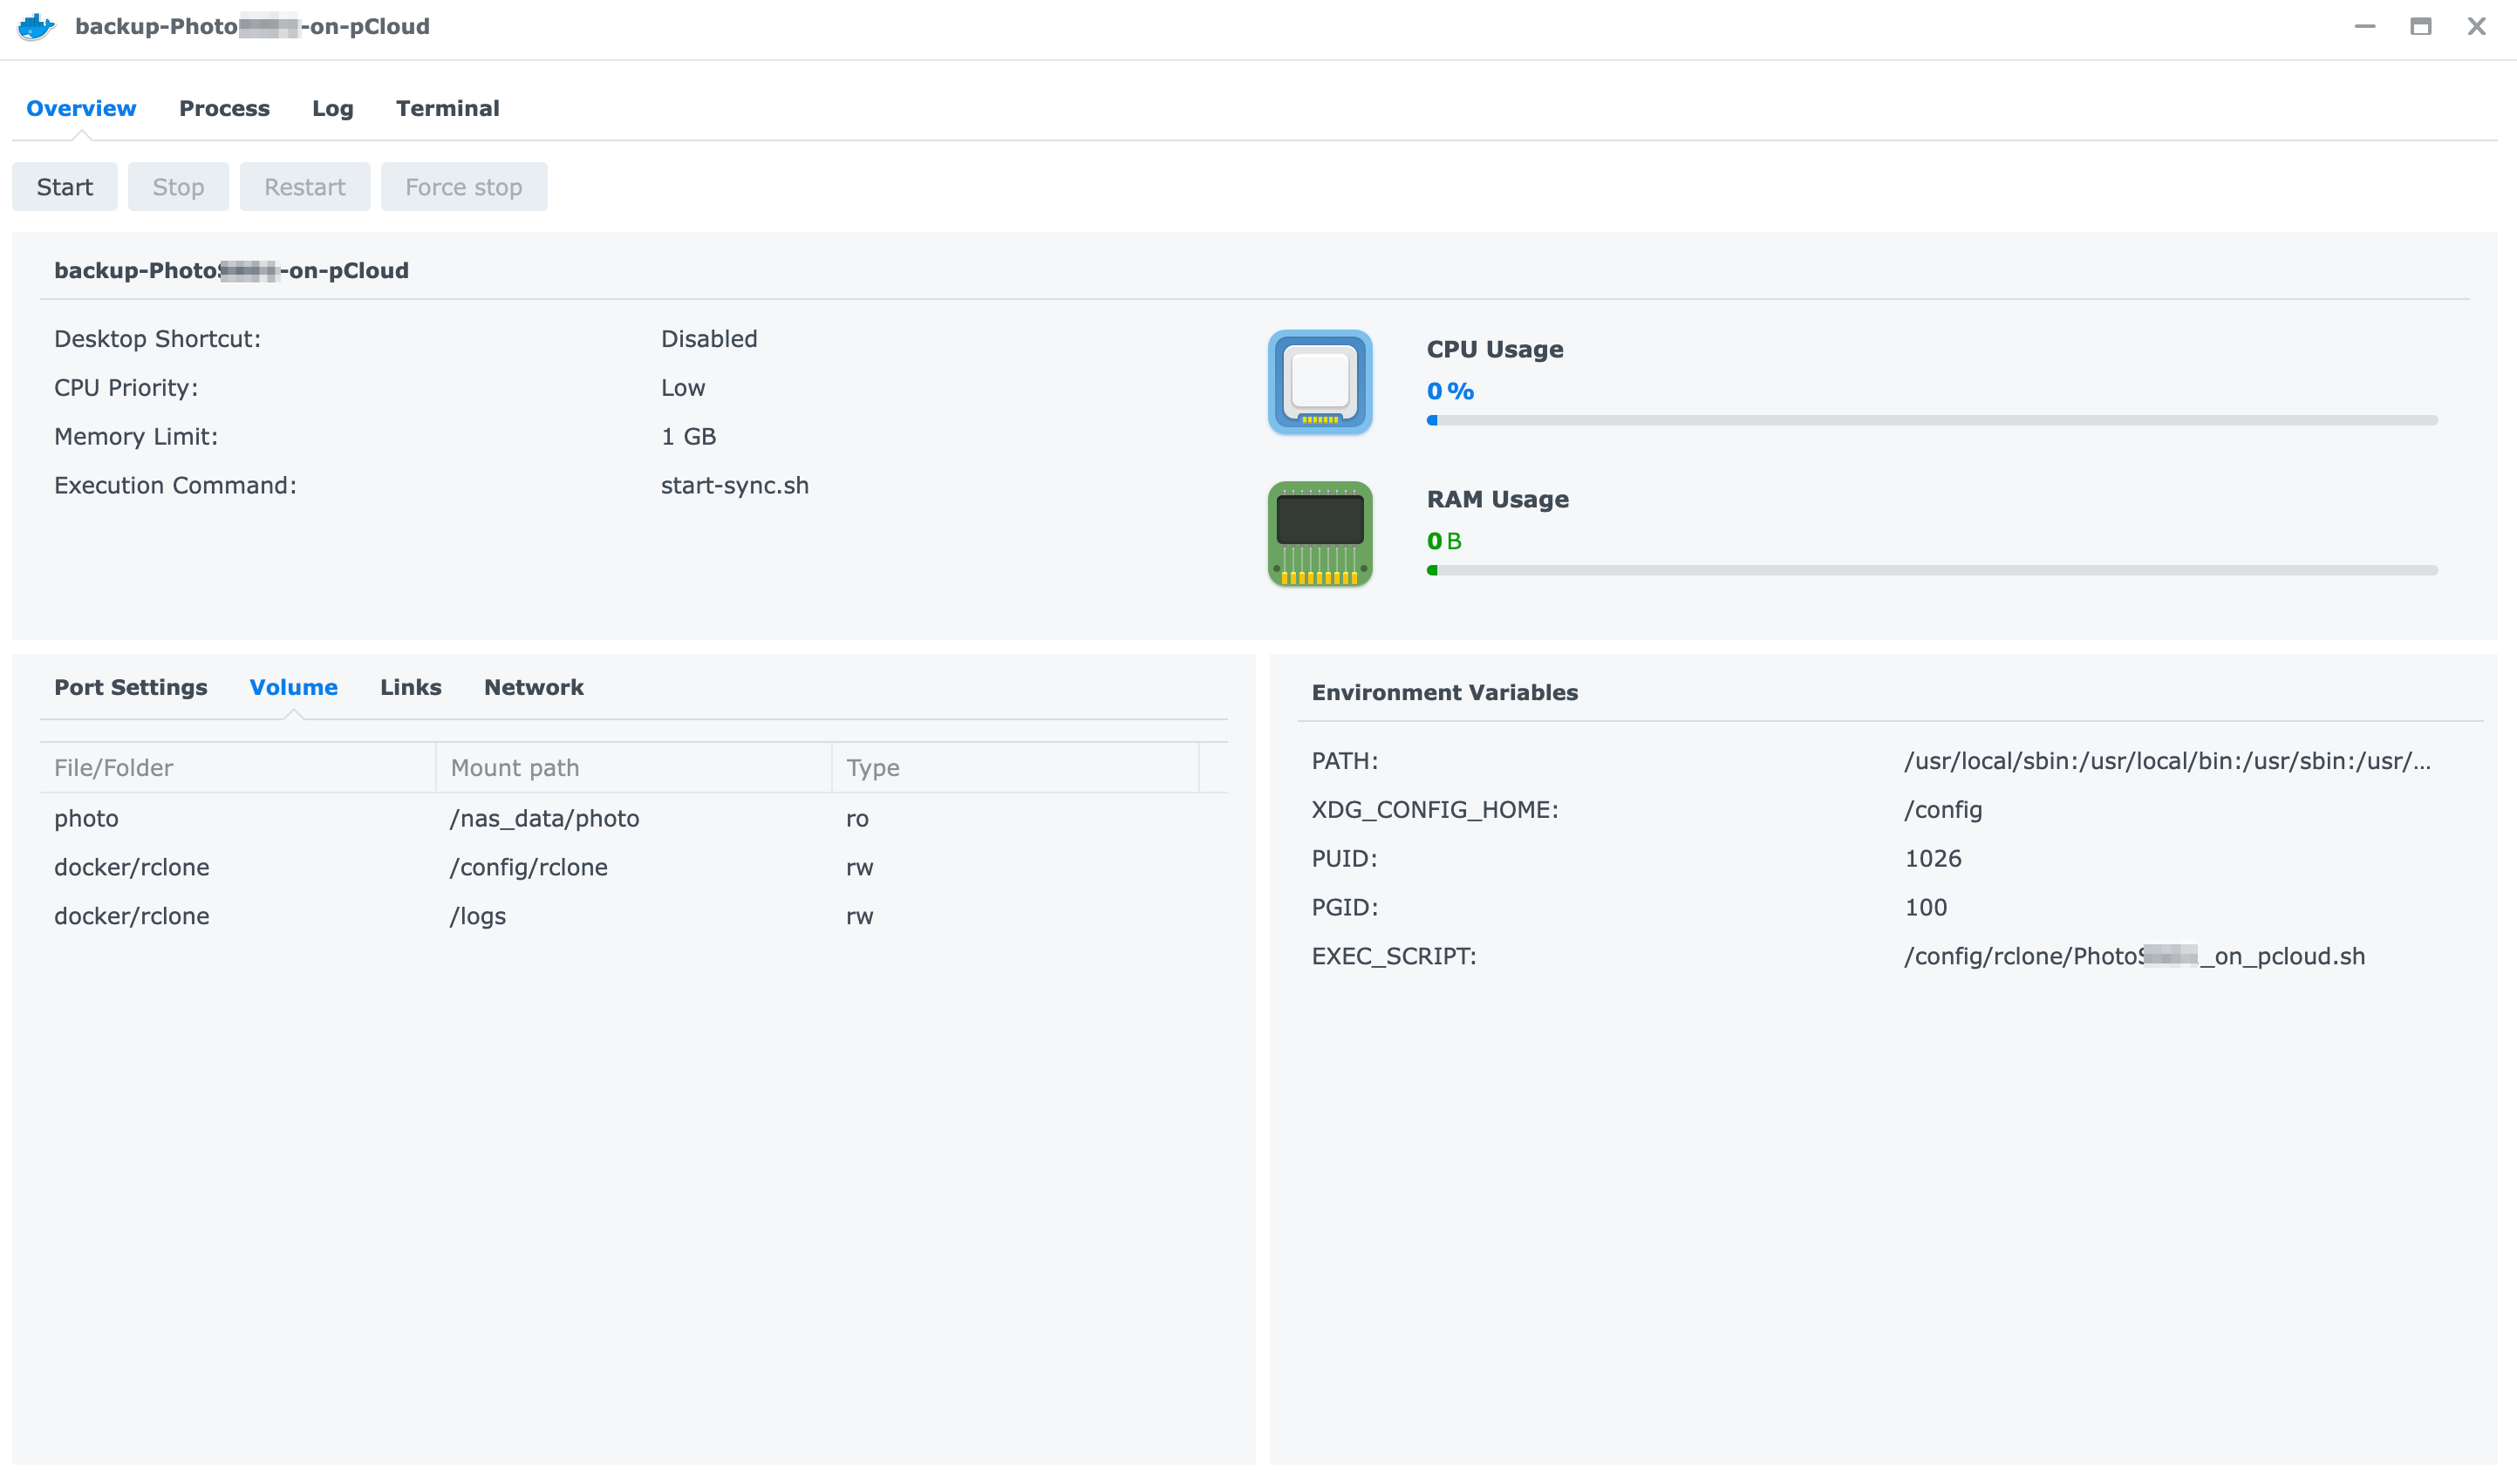 backup-Photo -on-pCloud
Overview Process Log Terminal
Start Stop Restart Force stop
backup-Photo -on-pCloud
Desktop Shortcut: Disabled
CPU Priority: Low
Memory Limit: 1 GB
Execution Command: start-sync.sh
CPU Usage
0 %
RAM Usage
0 B
Port Settings Volume Links Network
File/Folder Mount path Type
photo /nas_data/photo ro
docker/rclone /config/rclone rw
docker/rclone /logs rw
Environment Variables
PATH: /usr/local/sbin:/usr/local/bin:/usr/sbin:/usr/...
XDG_CONFIG_HOME: /config
PUID: 1026
PGID: 100
EXEC_SCRIPT: /config/rclone/PhotoS _on_pcloud.sh